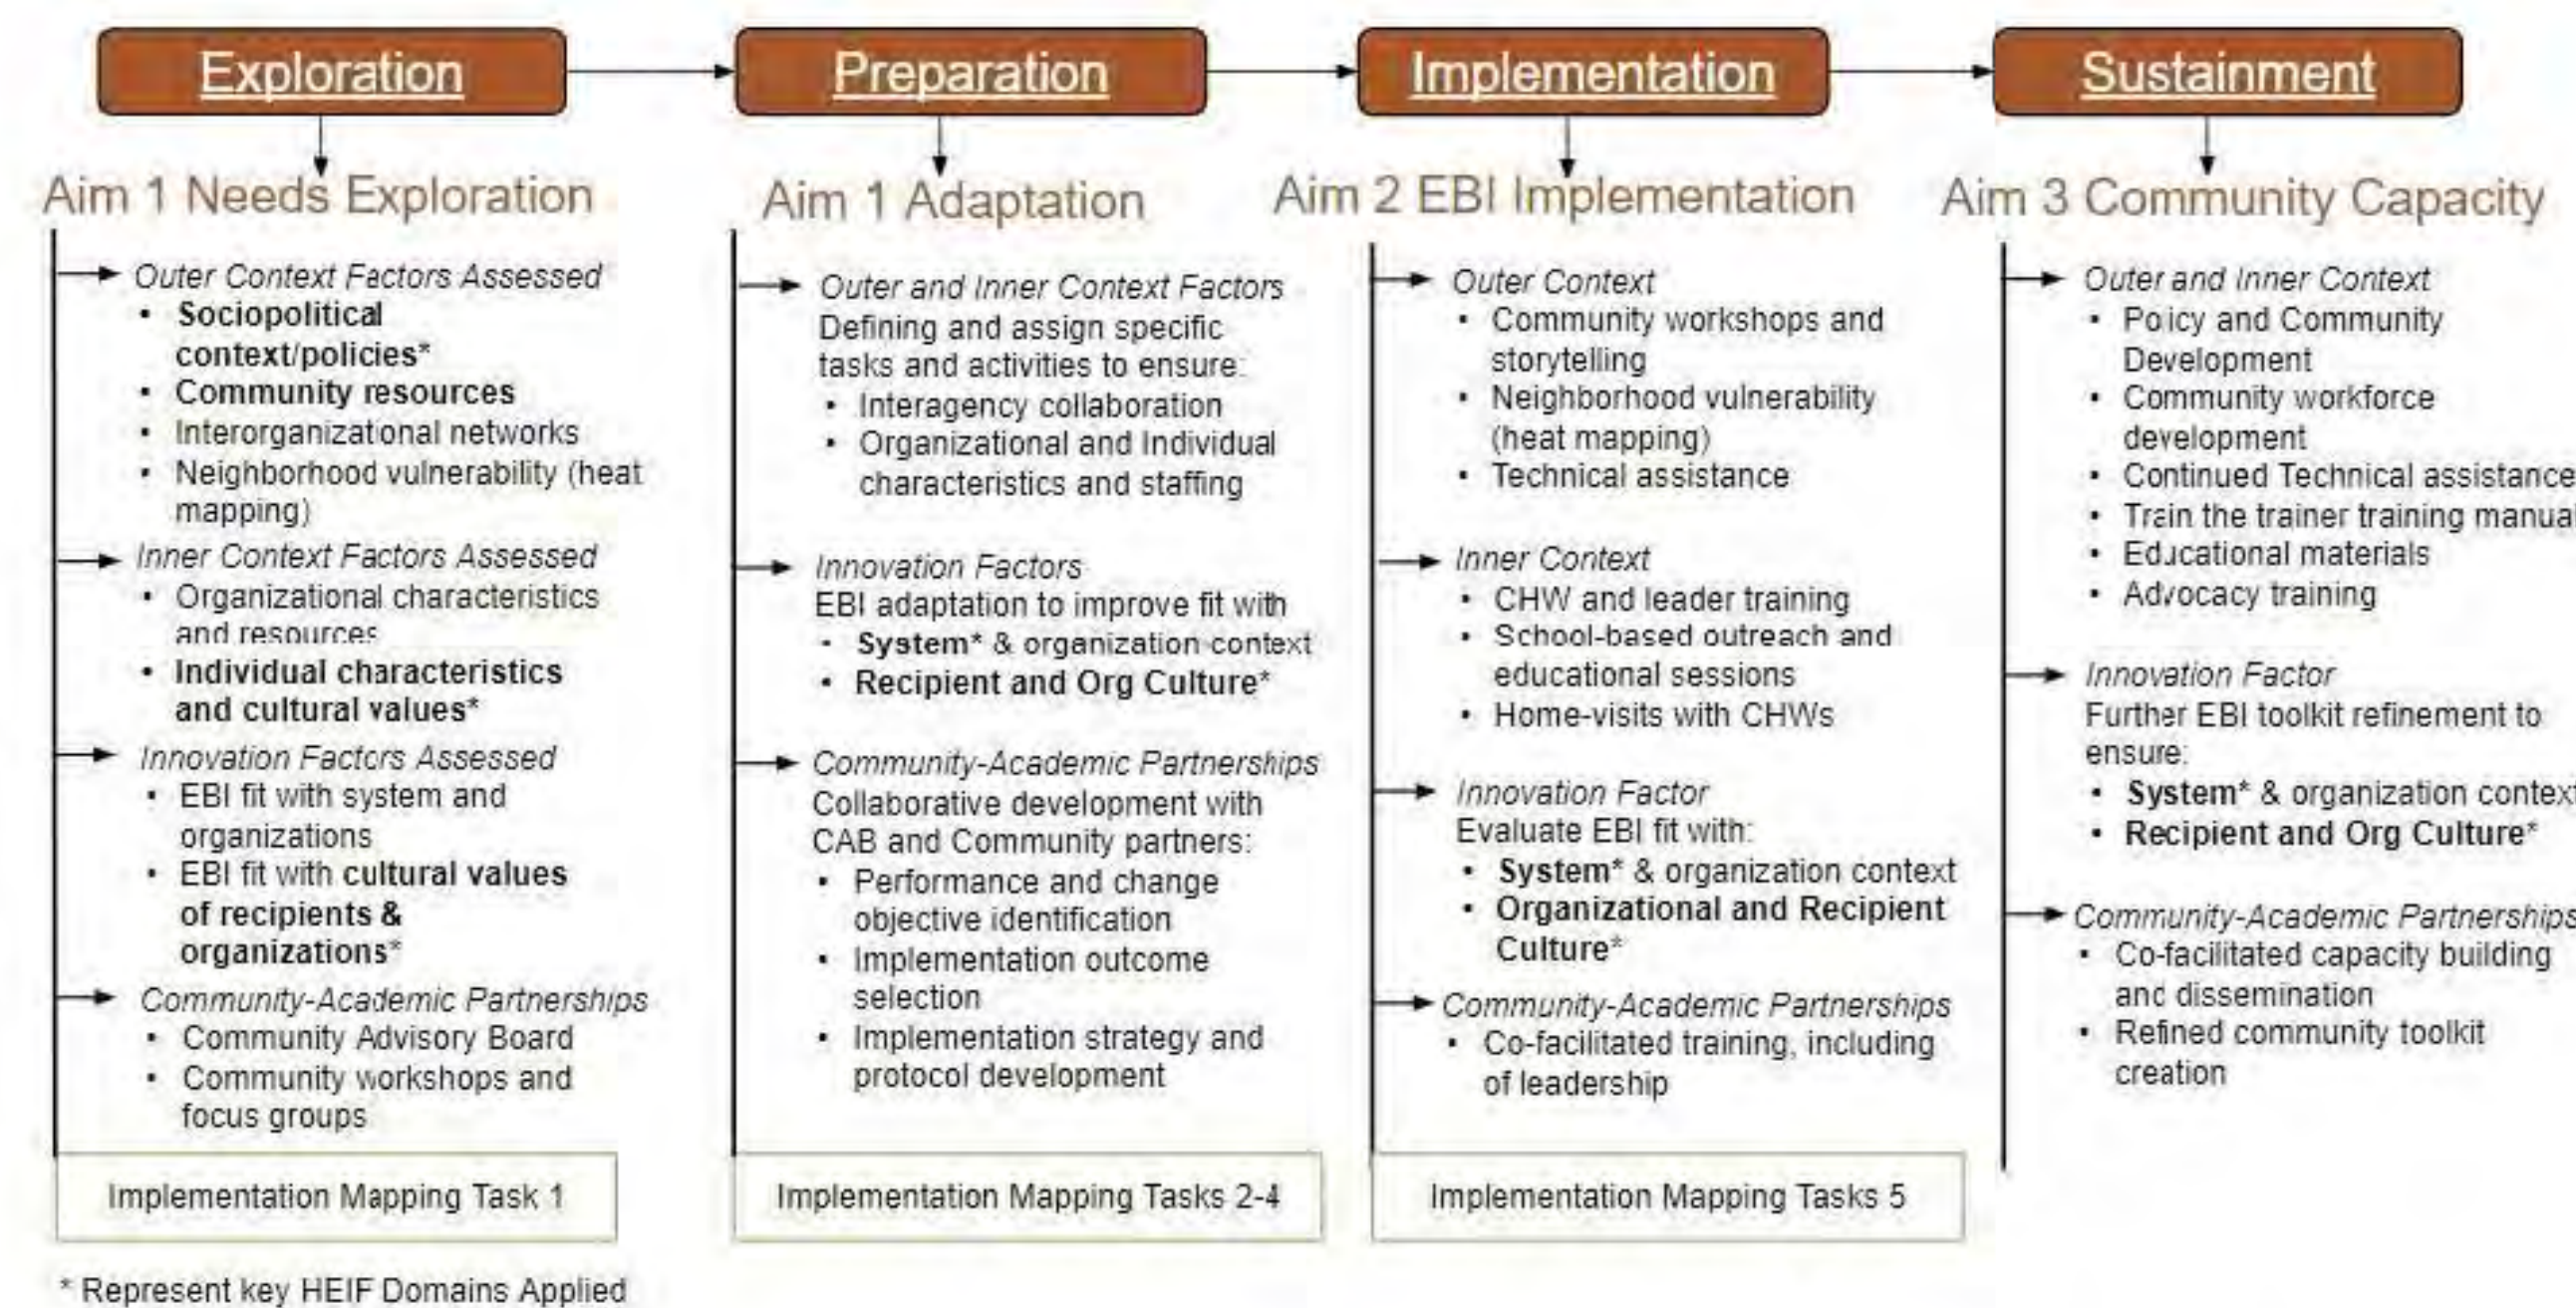 Exploration
Preparation
Implementation
Sustainment
Aim 1 Needs Exploration
Outer Context Factors Assessed
• Sociopolitical
context/policies*
• Community resources
• Interorganizational networks
• Neighborhood vulnerability (heat
mapping)
Inner Context Factors Assessed
• Organizational characteristics
and resources
• Individual characteristics
and cultural values*
Innovation Factors Assessed
• EBI fit with system and
organizations
• EBI fit with cultural values
of recipients &
organizations*
Community-Academic Partnerships
• Community Advisory Board
• Community workshops and
focus groups
Implementation Mapping Task 1
Aim 1 Adaptation
Outer and Inner Context Factors
Defining and assign specific
tasks and activities to ensure:
• Interagency collaboration
• Organizational and Individual
characteristics and staffing
Innovation Factors
EBI adaptation to improve fit with
• System* & organization context
• Recipient and Org Culture*
Community-Academic Partnerships
Collaborative development with
CAB and Community partners:
• Performance and change
objective identification
• Implementation outcome
selection
• Implementation strategy and
protocol development
Implementation Mapping Tasks 2-4
Aim 2 EBI Implementation
Outer Context
• Community workshops and
storytelling
• Neighborhood vulnerability
(heat mapping)
• Technical assistance
Inner Context
• CHW and leader training
• School-based outreach and
educational sessions
• Home-visits with CHWs
Innovation Factor
Evaluate EBI fit with:
• System* & organization context
• Organizational and Recipient
Culture*
Community-Academic Partnerships
• Co-facilitated training, including
of leadership
Implementation Mapping Tasks 5
Aim 3 Community Capacity
Outer and Inner Context
• Policy and Community
Development
• Community workforce
development
• Continued Technical assistance
• Train the trainer training manual
• Educational materials
• Advocacy training
Innovation Factor
Further EBI toolkit refinement to
ensure:
• System* & organization context
• Recipient and Org Culture*
Community-Academic Partnerships
• Co-facilitated capacity building
and dissemination
• Refined community toolkit
creation
* Represent key HEIF Domains Applied